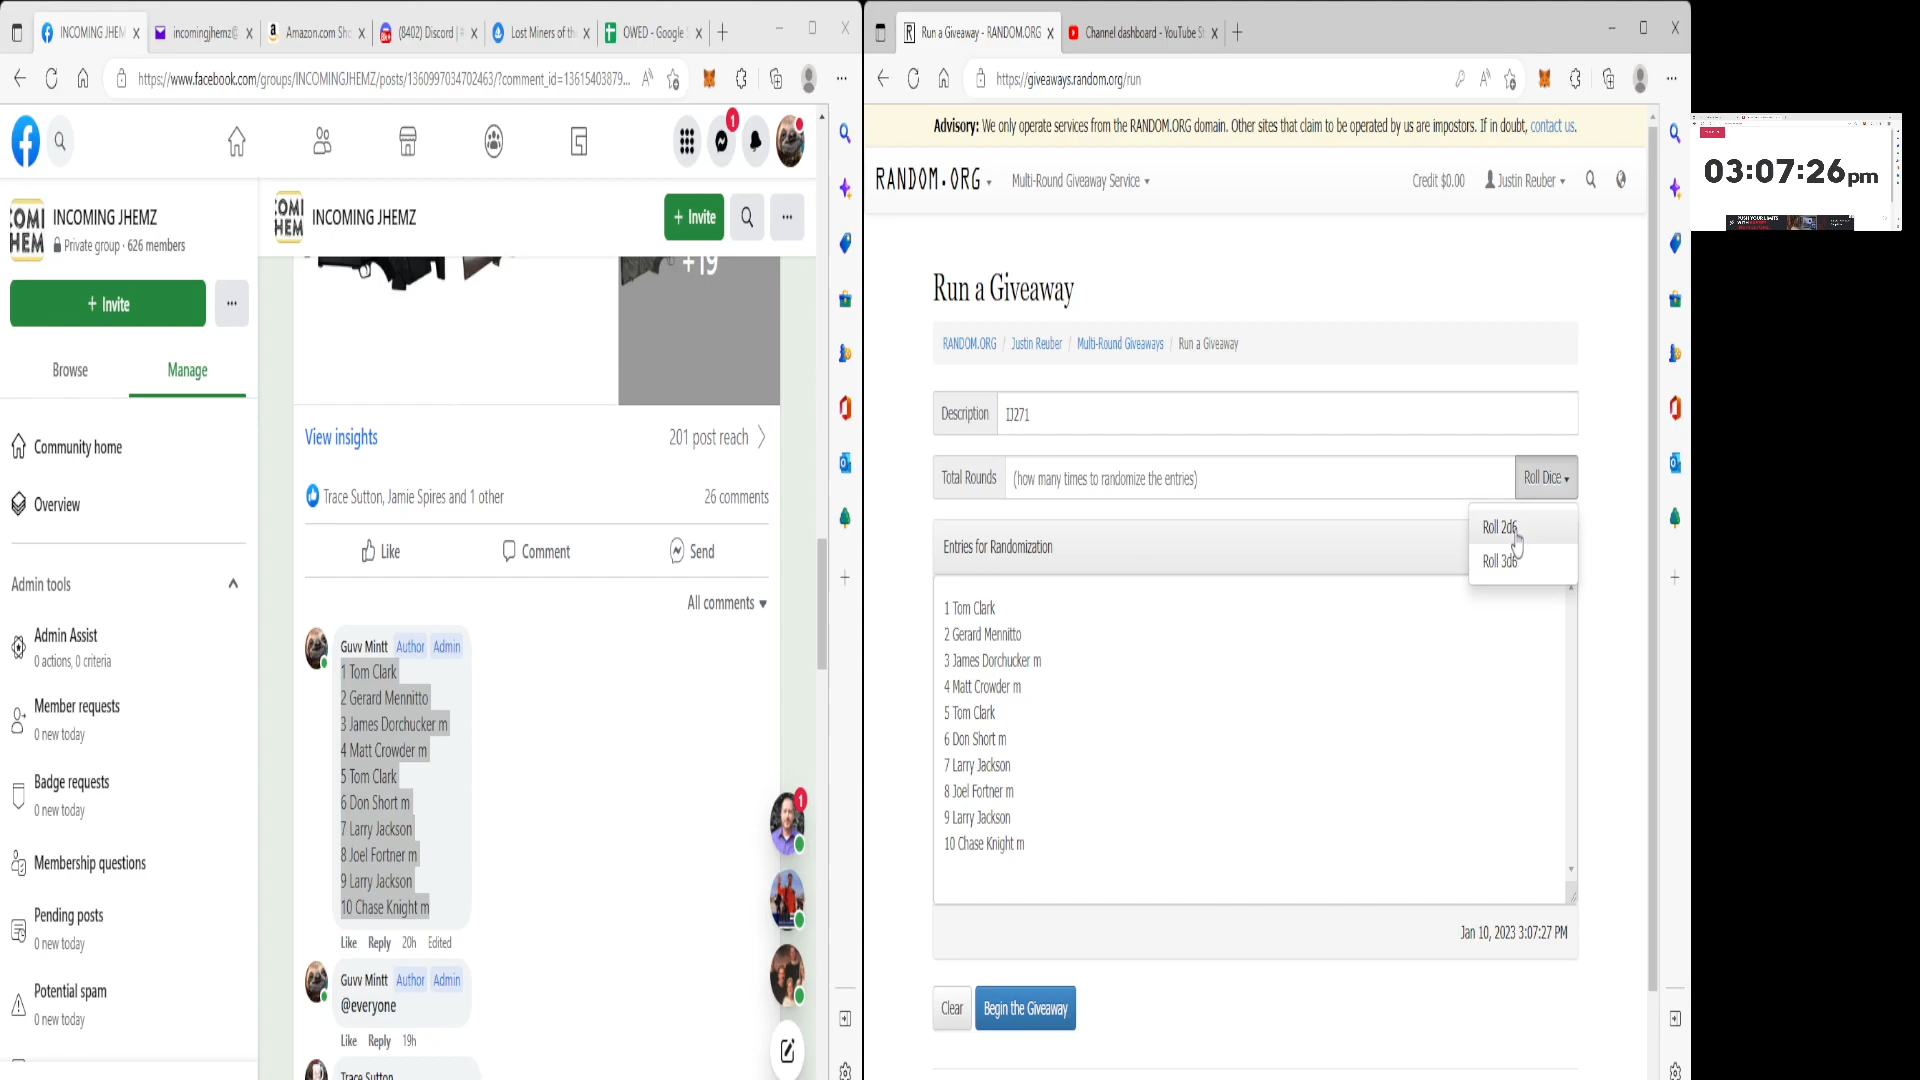 INCOMING JHEM
incomingjhemz@
Amazon.com Sho
(8402) Discord |
Lost Miners of the
OWED - Google S
https://www.facebook.com/groups/INCOMINGJHEMZ/posts/1360997034702463/?comment_id=13615403879...
1
INCOMING JHEMZ
Private group · 626 members
+ Invite
...
Browse
Manage
Community home
Overview
Admin tools
Admin Assist
0 actions, 0 criteria
Member requests
0 new today
Badge requests
0 new today
Membership questions
Pending posts
0 new today
Potential spam
0 new today
OMI
HEM
INCOMING JHEMZ
+ Invite
...
+19
View insights
201 post reach
Trace Sutton, Jamie Spires and 1 other
26 comments
Like
Comment
Send
All comments
Guvv Mintt Author Admin
1 Tom Clark
2 Gerard Mennitto
3 James Dorchucker m
4 Matt Crowder m
5 Tom Clark
6 Don Short m
7 Larry Jackson
8 Joel Fortner m
9 Larry Jackson
10 Chase Knight m
Like Reply 20h Edited
Guvv Mintt Author Admin
@everyone
Like Reply 19h
Trace Sutton
1
Run a Giveaway - RANDOM.ORG
Channel dashboard - YouTube S
https://giveaways.random.org/run
Advisory: We only operate services from the RANDOM.ORG domain. Other sites that claim to be operated by us are impostors. If in doubt, contact us.
RANDOM.ORG
Multi-Round Giveaway Service
Credit $0.00
Justin Reuber
Run a Giveaway
RANDOM.ORG / Justin Reuber / Multi-Round Giveaways / Run a Giveaway
Description
IJ271
Total Rounds
(how many times to randomize the entries)
Roll Dice
Roll 2d6
Roll 3d6
Entries for Randomization
1 Tom Clark
2 Gerard Mennitto
3 James Dorchucker m
4 Matt Crowder m
5 Tom Clark
6 Don Short m
7 Larry Jackson
8 Joel Fortner m
9 Larry Jackson
10 Chase Knight m
Jan 10, 2023 3:07:27 PM
Clear
Begin the Giveaway
03:07:26pm
PUSH YOUR LIMITS